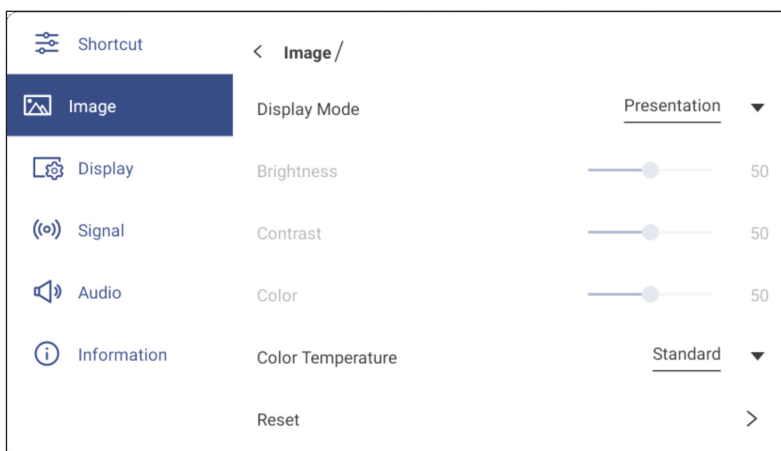 Shortcut
Image
Display
Signal
Audio
Information
< Image/
Display Mode Presentation
Brightness 50
Contrast 50
Color 50
Color Temperature Standard
Reset >